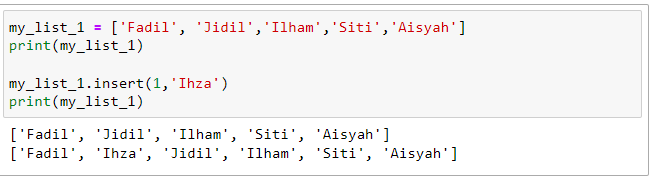 my_list_1 = ['Fadil', 'Jidil','Ilham','Siti','Aisyah']
print(my_list_1)
my_list_1.insert(1,'Ihza')
print(my_list_1)
['Fadil', 'Jidil', 'Ilham', 'Siti', 'Aisyah']
['Fadil', 'Ihza', 'Jidil', 'Ilham', 'Siti', 'Aisyah']